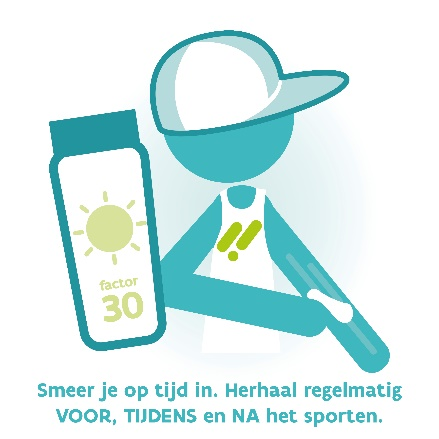 factor
30
Smeer je op tijd in. Herhaal regelmatig
VOOR, TIJDENS en NA het sporten.